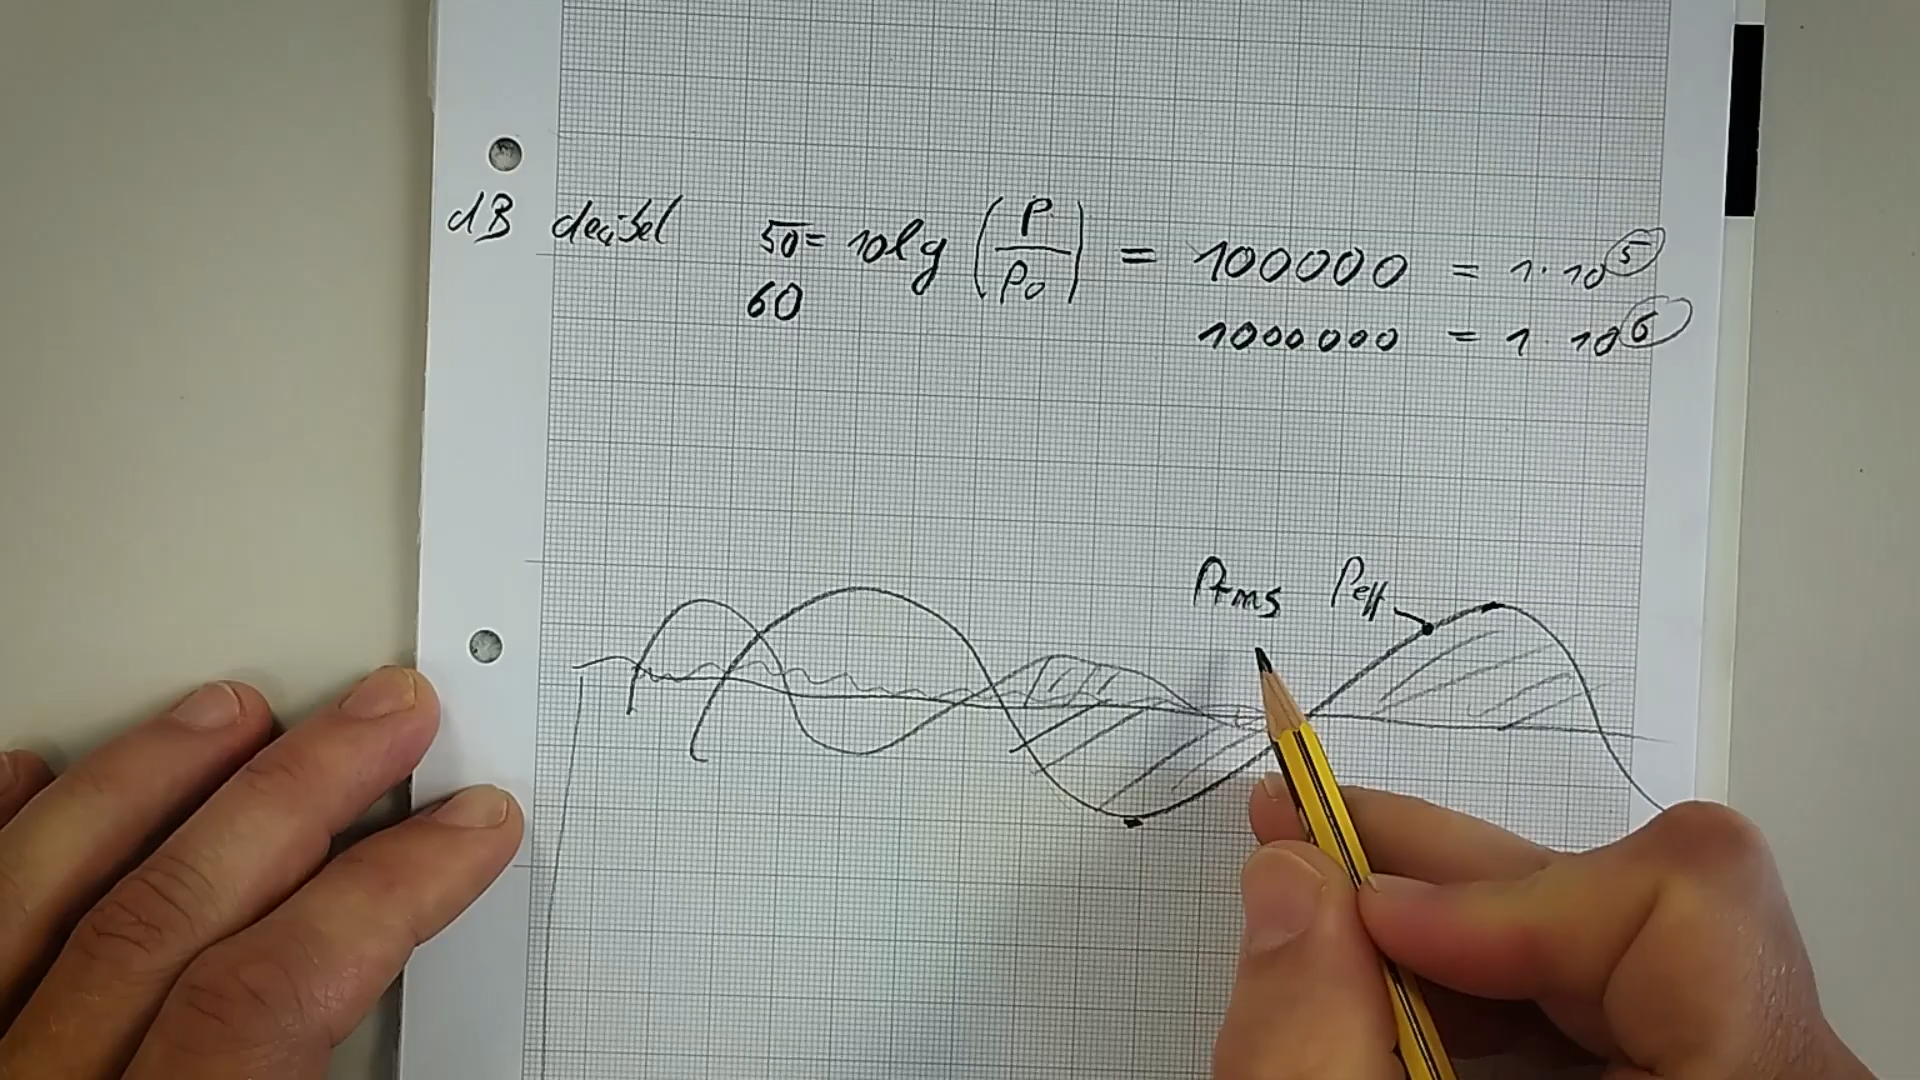 dB decibel 50 = 10lg (P/P0) = 100000 = 1·10^5
60 1000000 = 1·10^6
Prms Peff